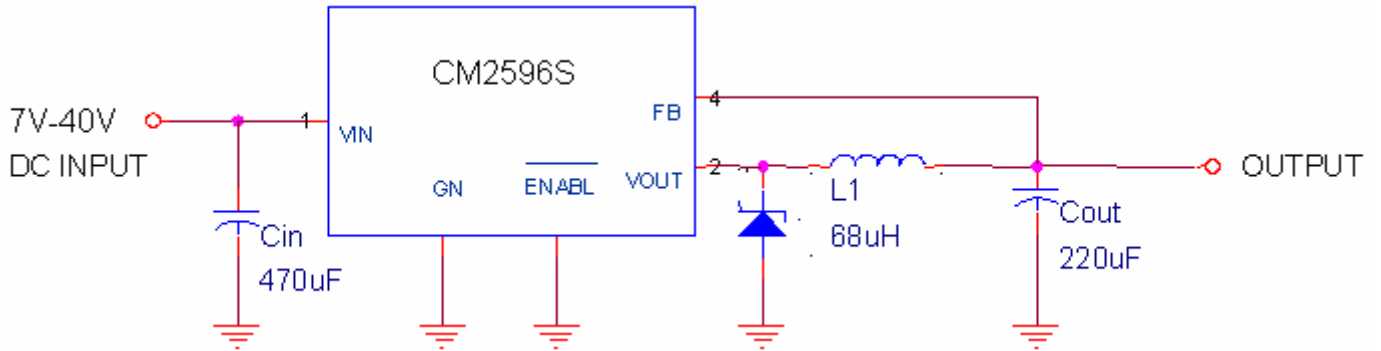 CM2596S
7V-40V
DC INPUT
1
VIN
GN
ENABL
FB
VOUT
4
2
L1
68uH
Cin
470uF
Cout
220uF
OUTPUT